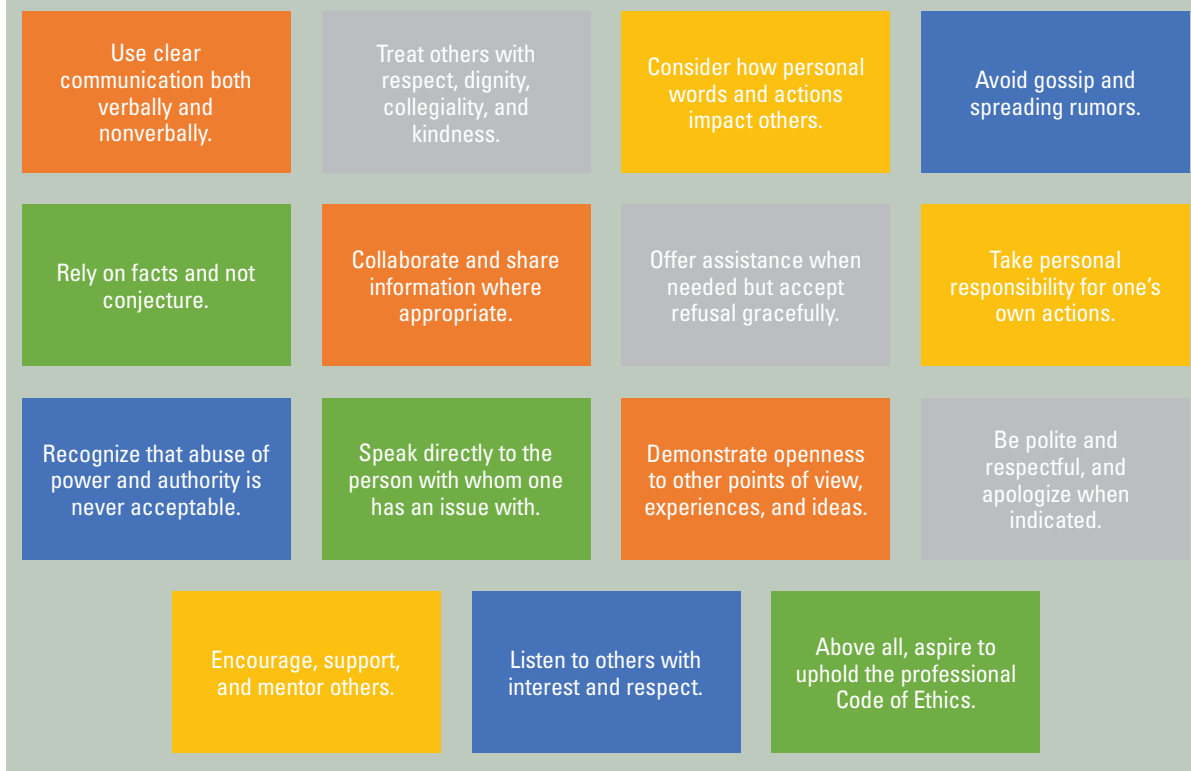 Use clear
communication both
verbally and
nonverbally.
Treat others with
respect, dignity,
collegiality, and
kindness.
Consider how personal
words and actions
impact others.
Avoid gossip and
spreading rumors.
Rely on facts and not
conjecture.
Collaborate and share
information where
appropriate.
Offer assistance when
needed but accept
refusal gracefully.
Take personal
responsibility for one's
own actions.
Recognize that abuse of
power and authority is
never acceptable.
Speak directly to the
person with whom one
has an issue with.
Demonstrate openness
to other points of view,
experiences, and ideas.
Be polite and
respectful, and
apologize when
indicated.
Encourage, support,
and mentor others.
Listen to others with
interest and respect.
Above all, aspire to
uphold the professional
Code of Ethics.